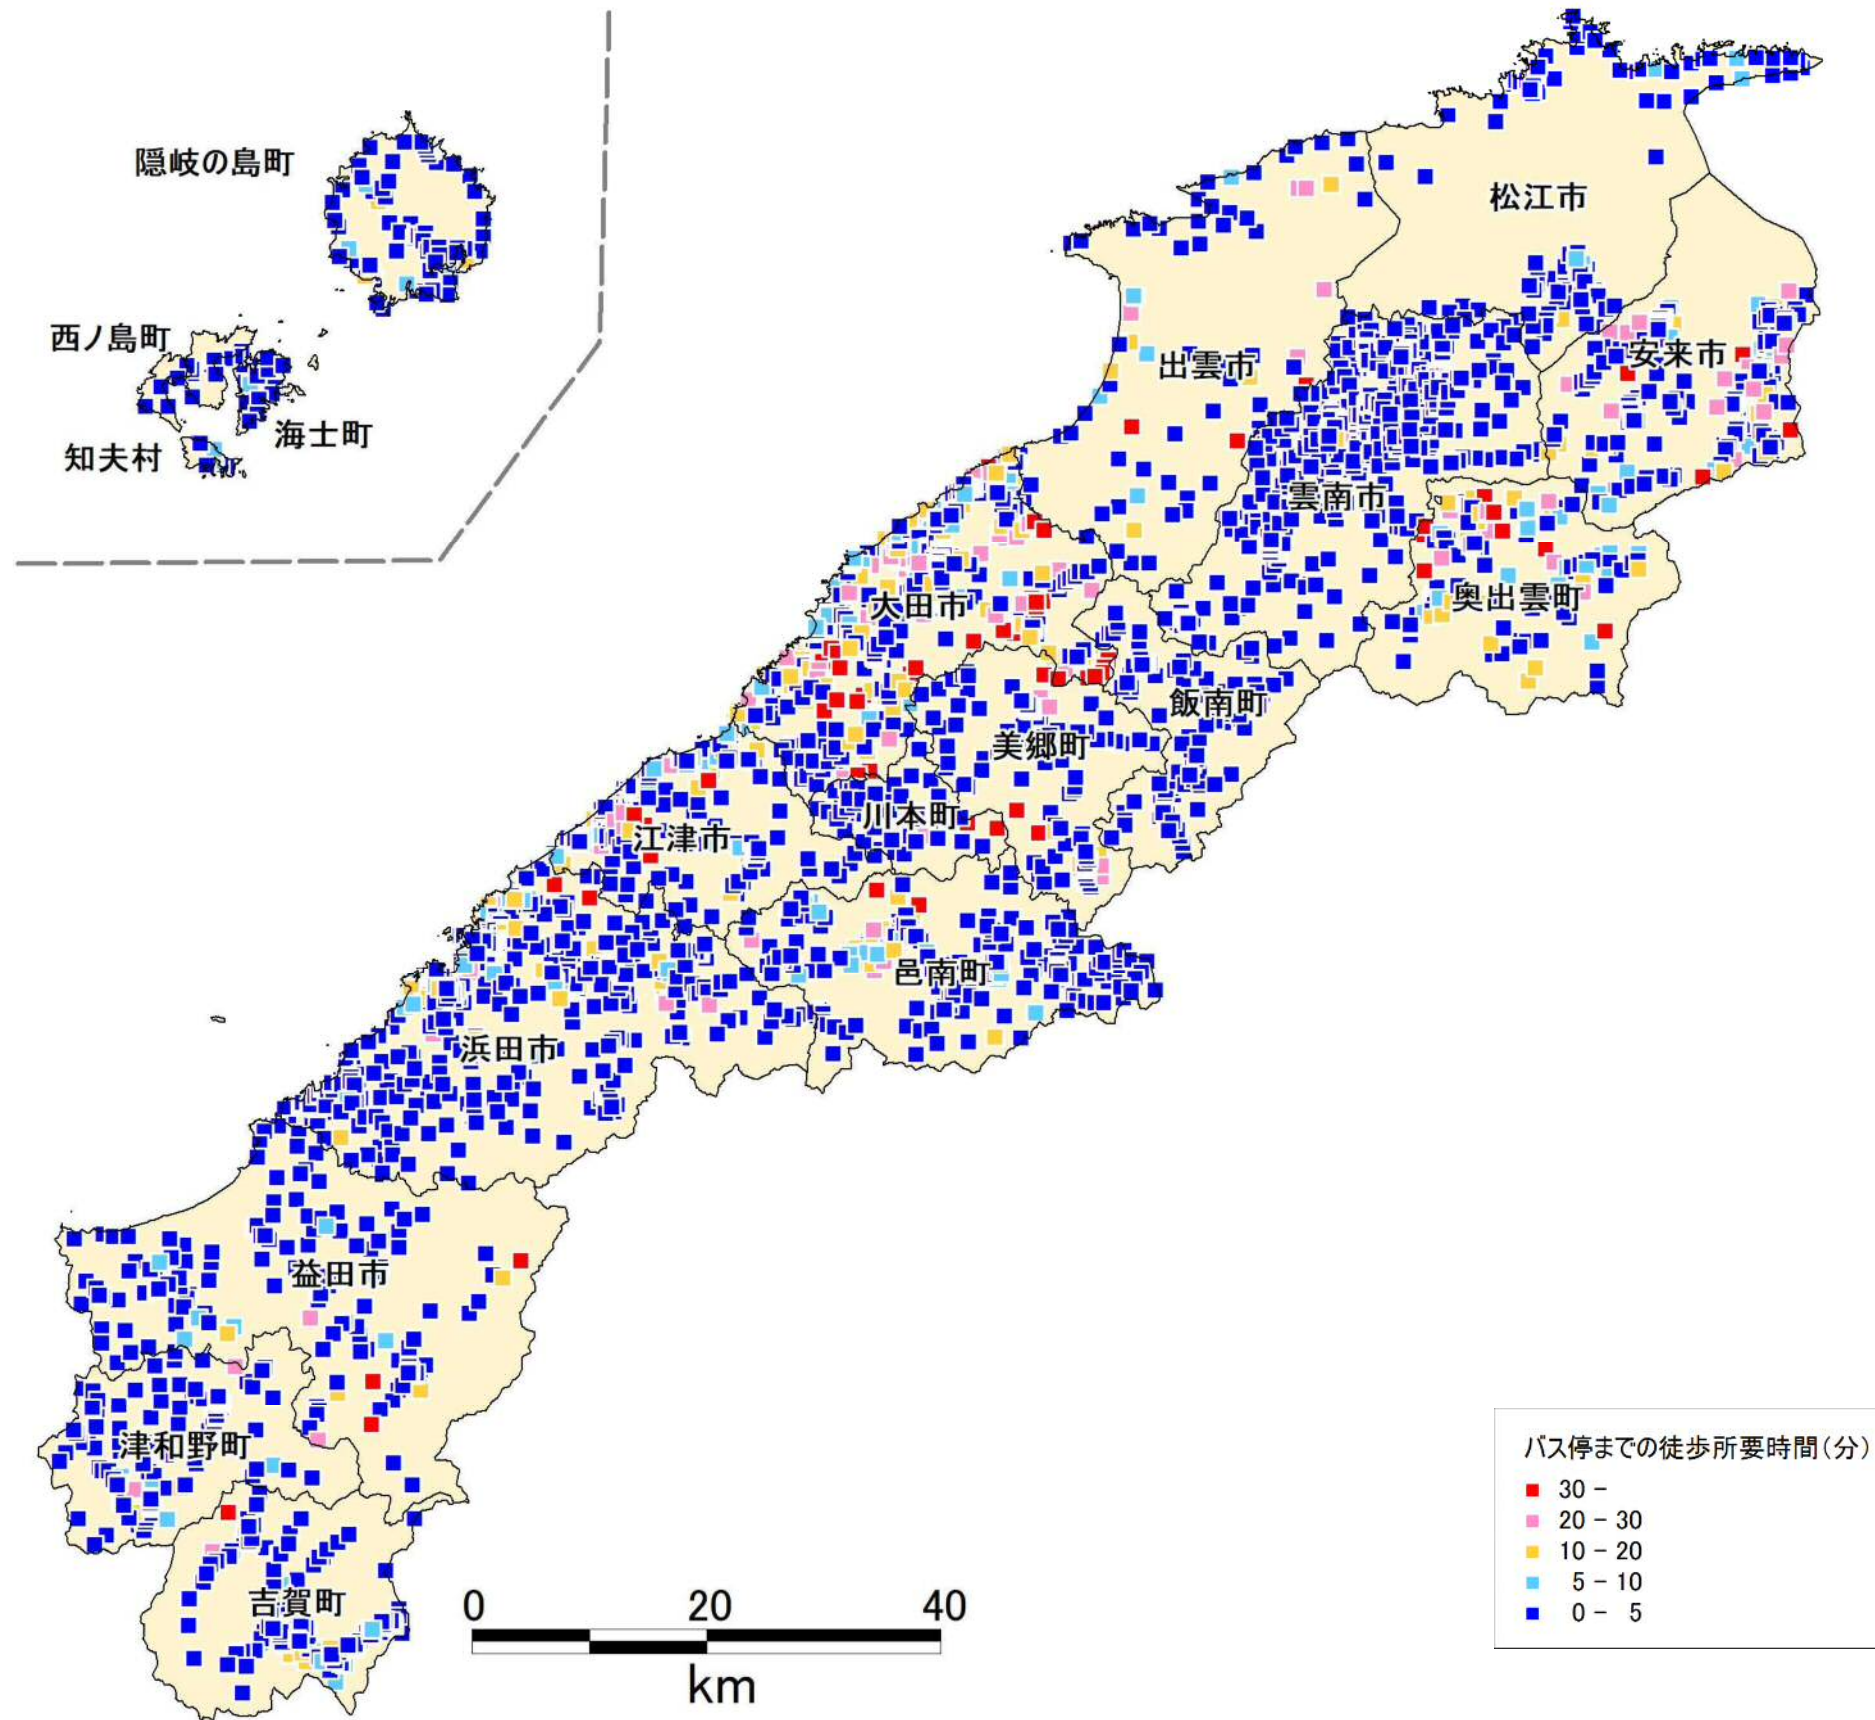 隠岐の島町
西ノ島町
海士町
知夫村
松江市
出雲市
安来市
雲南市
奥出雲町
大田市
飯南町
美郷町
川本町
江津市
邑南町
浜田市
益田市
津和野町
吉賀町
0 20 40
km
バス停までの徒歩所要時間(分)
30 -
20 - 30
10 - 20
5 - 10
0 - 5